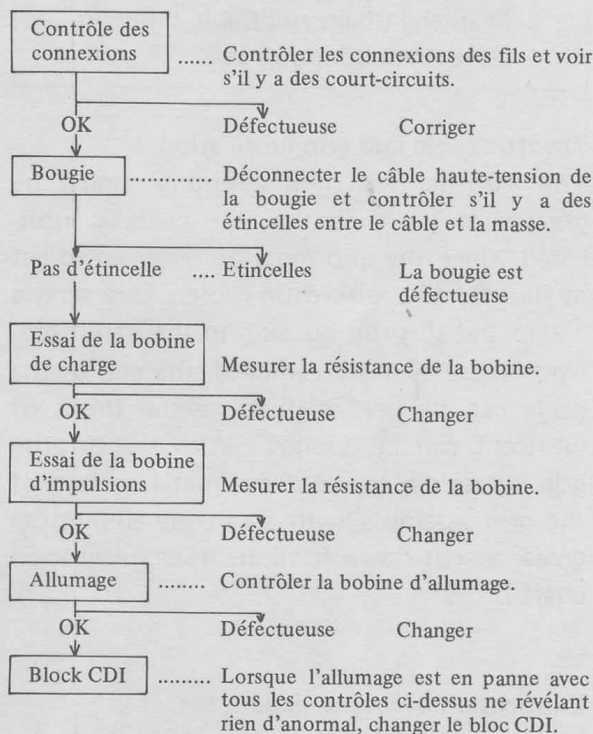 Contrôle des
connexions
...... Contrôler les connexions des fils et voir
s'il y a des court-circuits.
OK Défectueuse Corriger
Bougie
......... Déconnecter le câble haute-tension de
la bougie et contrôler s'il y a des
étincelles entre le câble et la masse.
Pas d'étincelle .... Etincelles La bougie est
défectueuse
Essai de la bobine
de charge
Mesurer la résistance de la bobine.
OK Défectueuse Changer
Essai de la bobine
d'impulsions
Mesurer la résistance de la bobine.
OK Défectueuse Changer
Allumage ......... Contrôler la bobine d'allumage.
OK Défectueuse Changer
Block CDI ......... Lorsque l'allumage est en panne avec
tous les contrôles ci-dessus ne révélant
rien d'anormal, changer le bloc CDI.